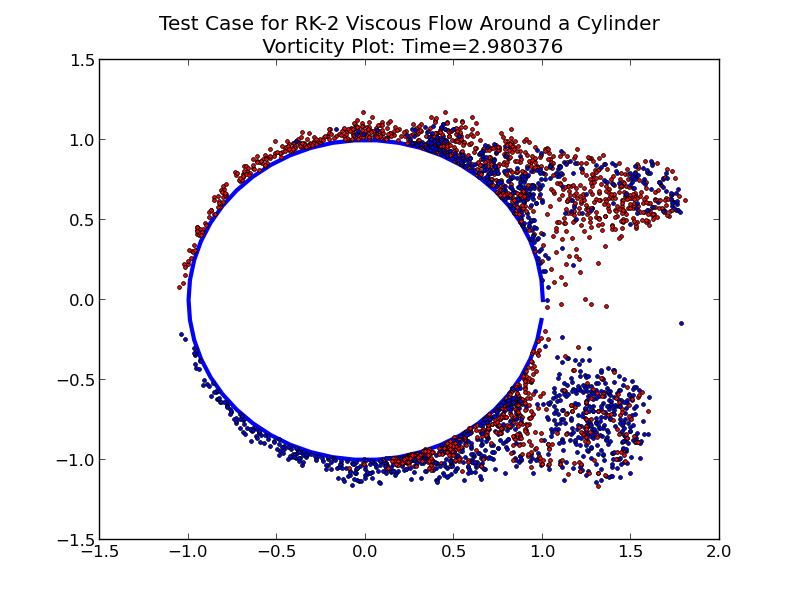 Test Case for RK-2 Viscous Flow Around a Cylinder
Vorticity Plot: Time=2.980376
1.5
1.0
0.5
0.0
−0.5
−1.0
−1.5
−1.5 −1.0 −0.5 0.0 0.5 1.0 1.5 2.0